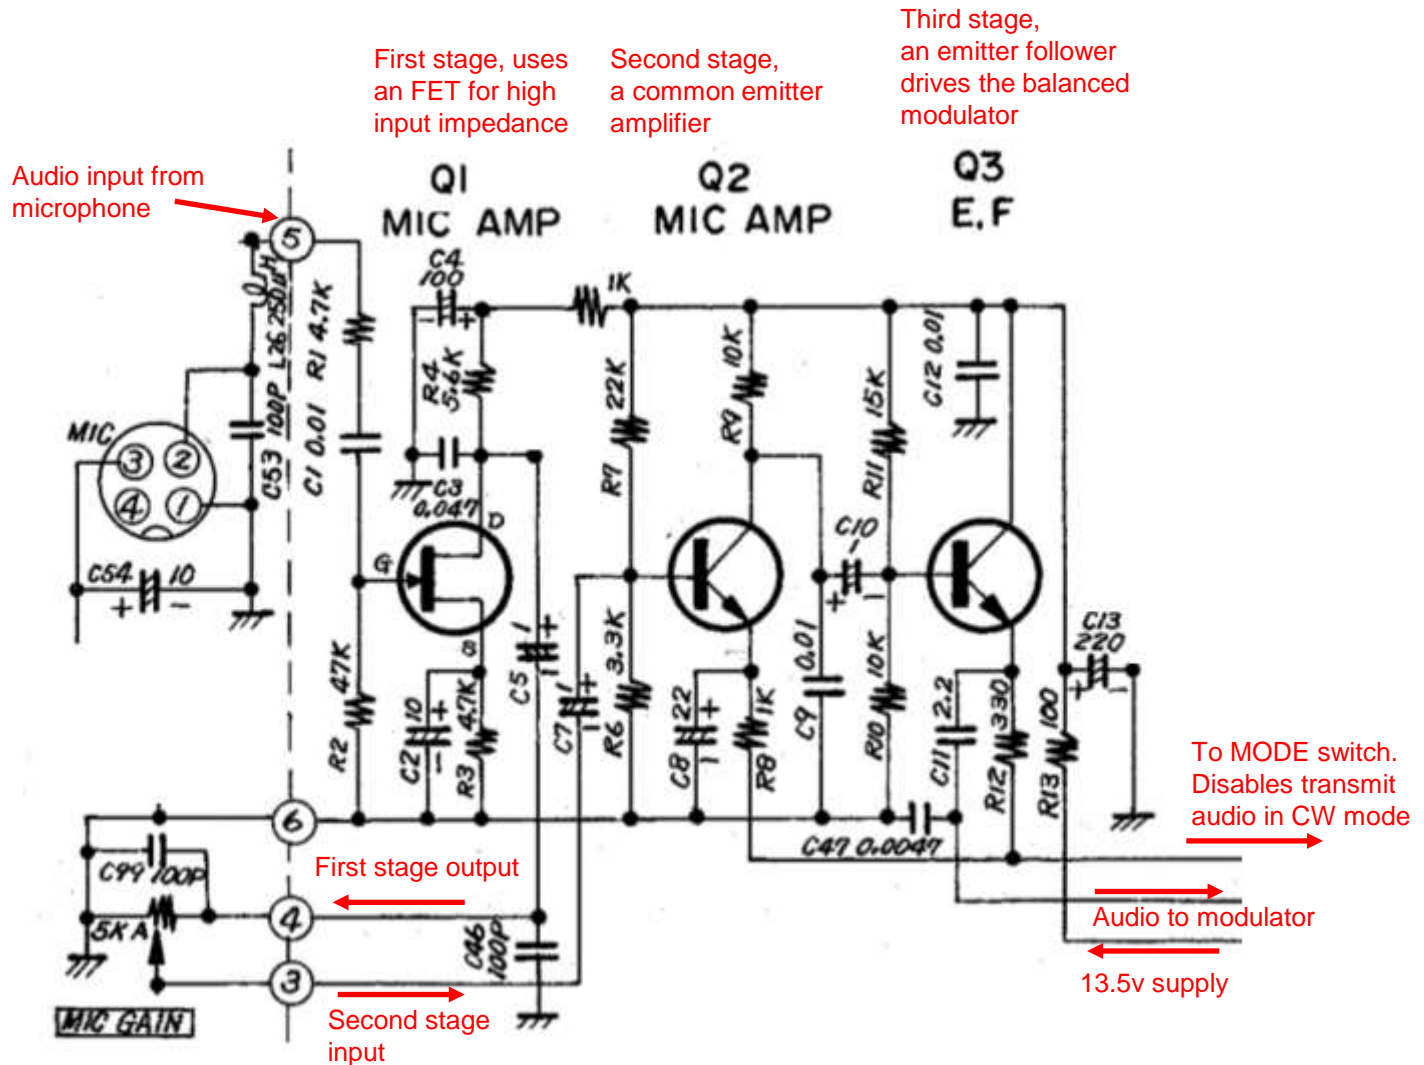 First stage, uses
an FET for high
input impedance
Second stage,
a common emitter
amplifier
Third stage,
an emitter follower
drives the balanced
modulator
Audio input from
microphone
Q1
MIC AMP
Q2
MIC AMP
Q3
E.F
5
L26 250μH
C53 100P
R1 4.7K
C1 0.01
MIC
3
2
4
1
C54
10
+ -
C4
100
- +
R4
5.6K
C3
0.047
G
D
S
R2
47K
C2
10
+
-
R3
4.7K
C5
1
+
1K
R7
22K
C7
1
+
R6
3.3K
R9
10K
C8
22
+
R8
1K
C9
0.01
C10
1
+ -
R11
15K
R10
10K
C12 0.01
C11
2.2
R12
330
R13
100
C13
220
+ -
C47 0.0047
6
C99 100P
5K A
4
3
C46
100P
MIC GAIN
First stage output
Second stage
input
To MODE switch.
Disables transmit
audio in CW mode
Audio to modulator
13.5v supply